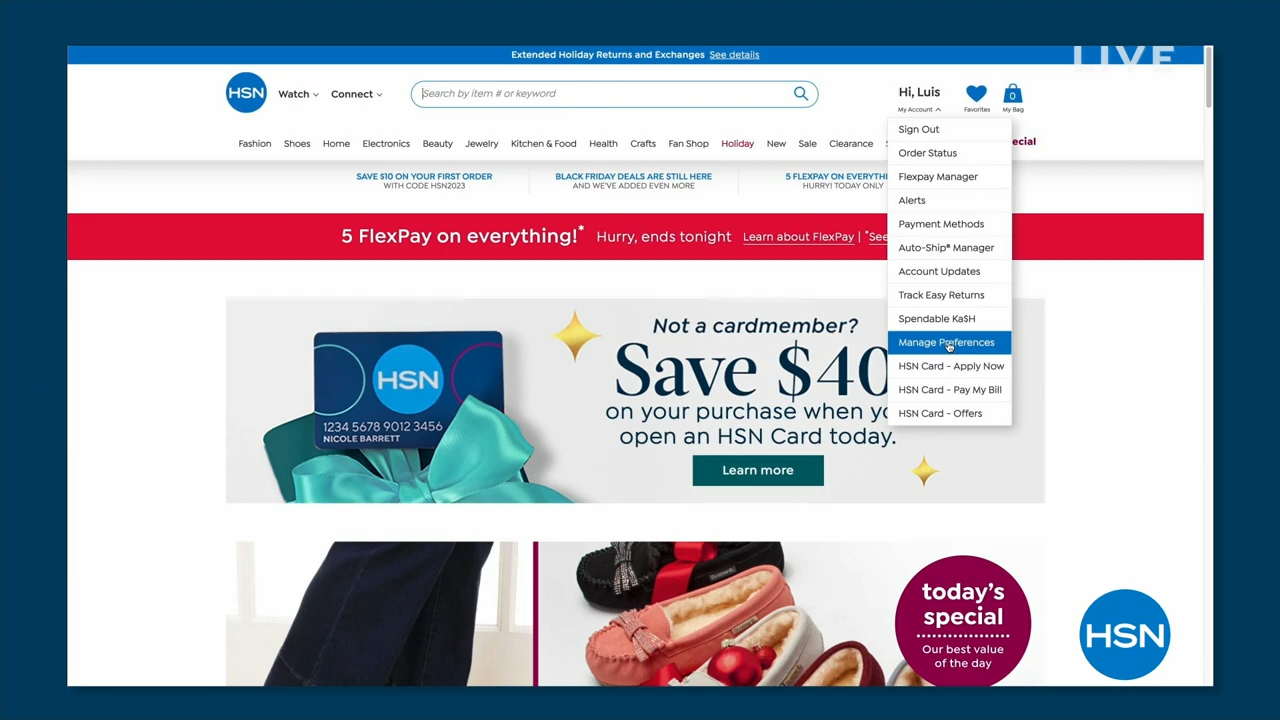 LIVE
Extended Holiday Returns and Exchanges See details
HSN
Watch
Connect
Search by item # or keyword
Hi, Luis
My Account
Favorites
0
My Bag
Fashion Shoes Home Electronics Beauty Jewelry Kitchen & Food Health Crafts Fan Shop Holiday New Sale Clearance
ecial
Sign Out
Order Status
Flexpay Manager
Alerts
Payment Methods
Auto-Ship® Manager
Account Updates
Track Easy Returns
Spendable Ka$H
Manage Preferences
HSN Card - Apply Now
HSN Card - Pay My Bill
HSN Card - Offers
SAVE $10 ON YOUR FIRST ORDER
WITH CODE HSN2023
BLACK FRIDAY DEALS ARE STILL HERE
AND WE'VE ADDED EVEN MORE
5 FLEXPAY ON EVERYTHI
HURRY! TODAY ONLY
5 FlexPay on everything!* Hurry, ends tonight Learn about FlexPay | *See
HSN
1234 5678 9012 3456
NICOLE BARRETT
Not a cardmember?
Save $40
on your purchase when yo
open an HSN Card today.
Learn more
today's
special
Our best value
of the day
HSN